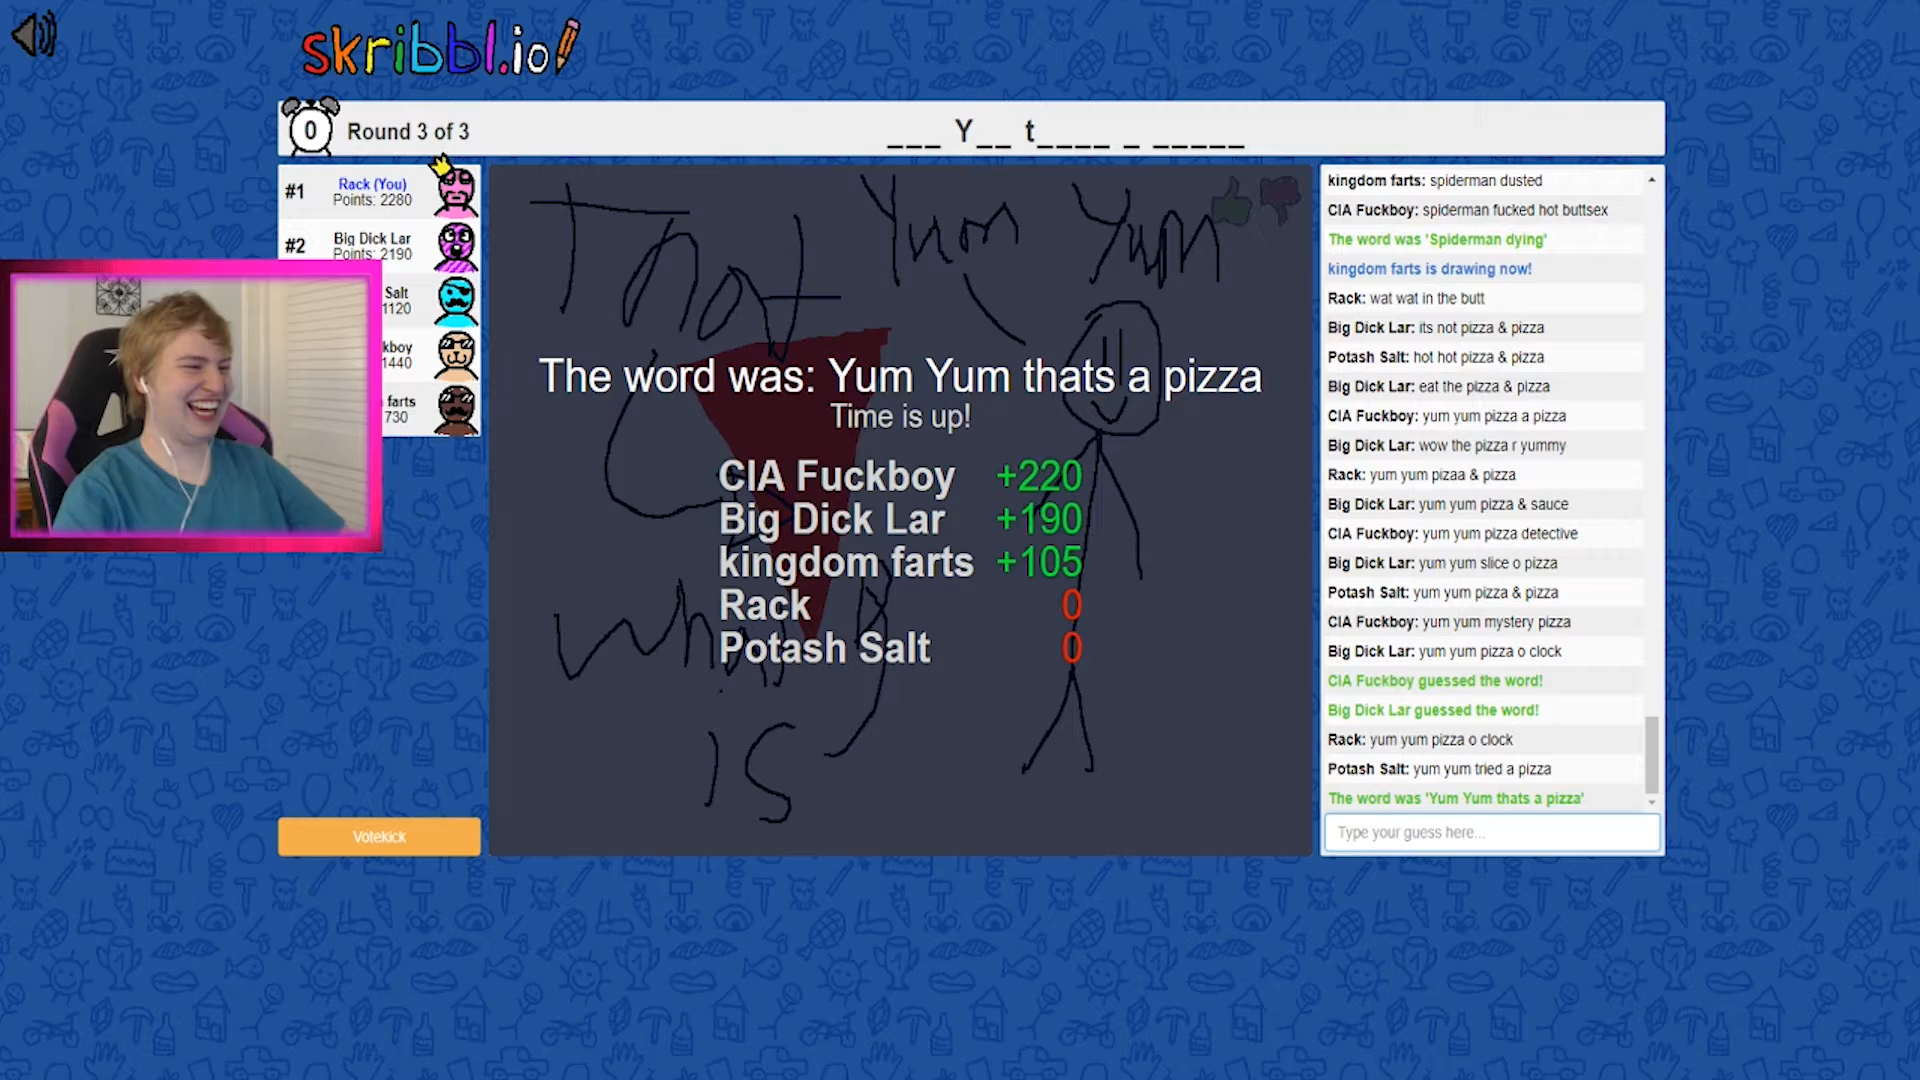 skribbl.io
0
Round 3 of 3
___ Y__ t____ _ _____
#1
Rack (You)
Points: 2280
#2
Big Dick Lar
Points: 2190
Salt
1120
kboy
1440
farts
730
Votekick
That Yum Yum
what
is
The word was: Yum Yum thats a pizza
Time is up!
CIA Fuckboy +220
Big Dick Lar +190
kingdom farts +105
Rack 0
Potash Salt 0
kingdom farts: spiderman dusted
CIA Fuckboy: spiderman fucked hot buttsex
The word was 'Spiderman dying'
kingdom farts is drawing now!
Rack: wat wat in the butt
Big Dick Lar: its not pizza & pizza
Potash Salt: hot hot pizza & pizza
Big Dick Lar: eat the pizza & pizza
CIA Fuckboy: yum yum pizza a pizza
Big Dick Lar: wow the pizza r yummy
Rack: yum yum pizaa & pizza
Big Dick Lar: yum yum pizza & sauce
CIA Fuckboy: yum yum pizza detective
Big Dick Lar: yum yum slice o pizza
Potash Salt: yum yum pizza & pizza
CIA Fuckboy: yum yum mystery pizza
Big Dick Lar: yum yum pizza o clock
CIA Fuckboy guessed the word!
Big Dick Lar guessed the word!
Rack: yum yum pizza o clock
Potash Salt: yum yum tried a pizza
The word was 'Yum Yum thats a pizza'
Type your guess here...